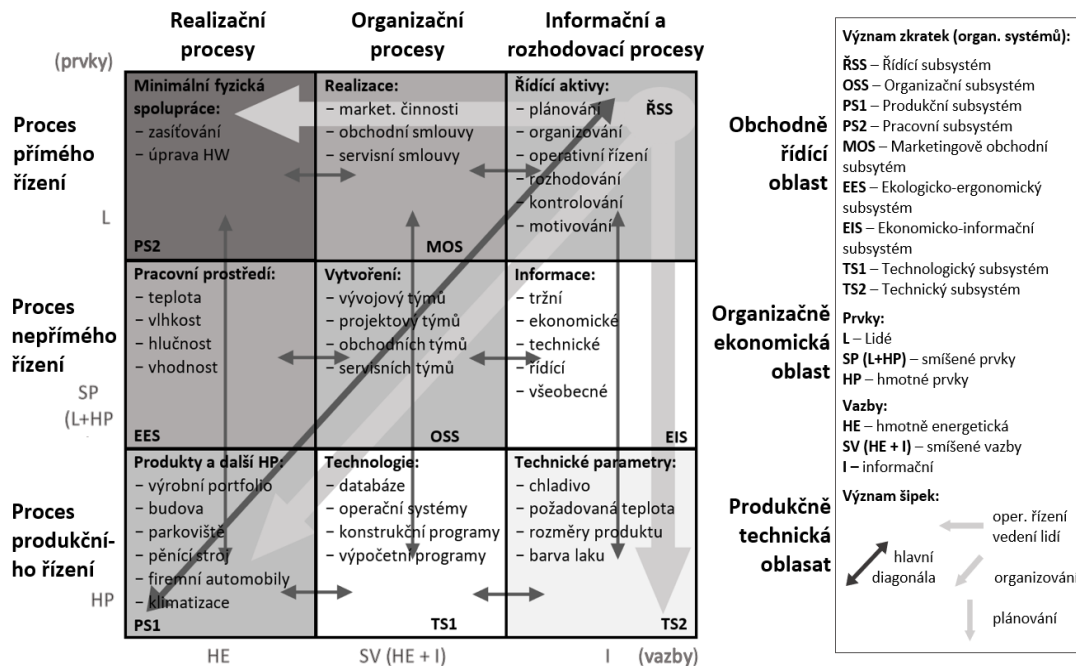 Realizační
procesy
Organizační
procesy
Informační a
rozhodovací procesy
(prvky)
Proces
přímého
řízení
L
Minimální fyzická
spolupráce:
– zasíťování
– úprava HW
PS2
Realizace:
– market. činnosti
– obchodní smlouvy
– servisní smlouvy
MOS
Řídící aktivy:
– plánování
– organizování
– operativní řízení
– rozhodování
– kontrolování
– motivování
ŘSS
Obchodně
řídící
oblast
Proces
nepřímého
řízení
SP
(L+HP
Pracovní prostředí:
– teplota
– vlhkost
– hlučnost
– vhodnost
EES
Vytvoření:
– vývojový týmů
– projektový týmů
– obchodních týmů
– servisních týmů
OSS
Informace:
– tržní
– ekonomické
– technické
– řídící
– všeobecné
EIS
Organizačně
ekonomická
oblast
Proces
produkční-
ho řízení
HP
Produkty a další HP:
– výrobní portfolio
– budova
– parkoviště
– pěnící stroj
– firemní automobily
– klimatizace
PS1
Technologie:
– databáze
– operační systémy
– konstrukční programy
– výpočetní programy
TS1
Technické parametry:
– chladivo
– požadovaná teplota
– rozměry produktu
– barva laku
TS2
Produkčně
technická
oblasat
HE
SV (HE + I)
I
(vazby)
Význam zkratek (organ. systémů):
ŘSS – Řídící subsystém
OSS – Organizační subsystém
PS1 – Produkční subsystém
PS2 – Pracovní subsystém
MOS – Marketingově obchodní
subsytém
EES – Ekologicko-ergonomický
subsystém
EIS – Ekonomicko-informační
subsystém
TS1 – Technologický subsystém
TS2 – Technický subsystém
Prvky:
L – Lidé
SP (L+HP) – smíšené prvky
HP – hmotné prvky
Vazby:
HE – hmotně energetická
SV (HE + I) – smíšené vazby
I – informační
Význam šipek:
oper. řízení
vedení lidí
hlavní
diagonála
organizování
plánování